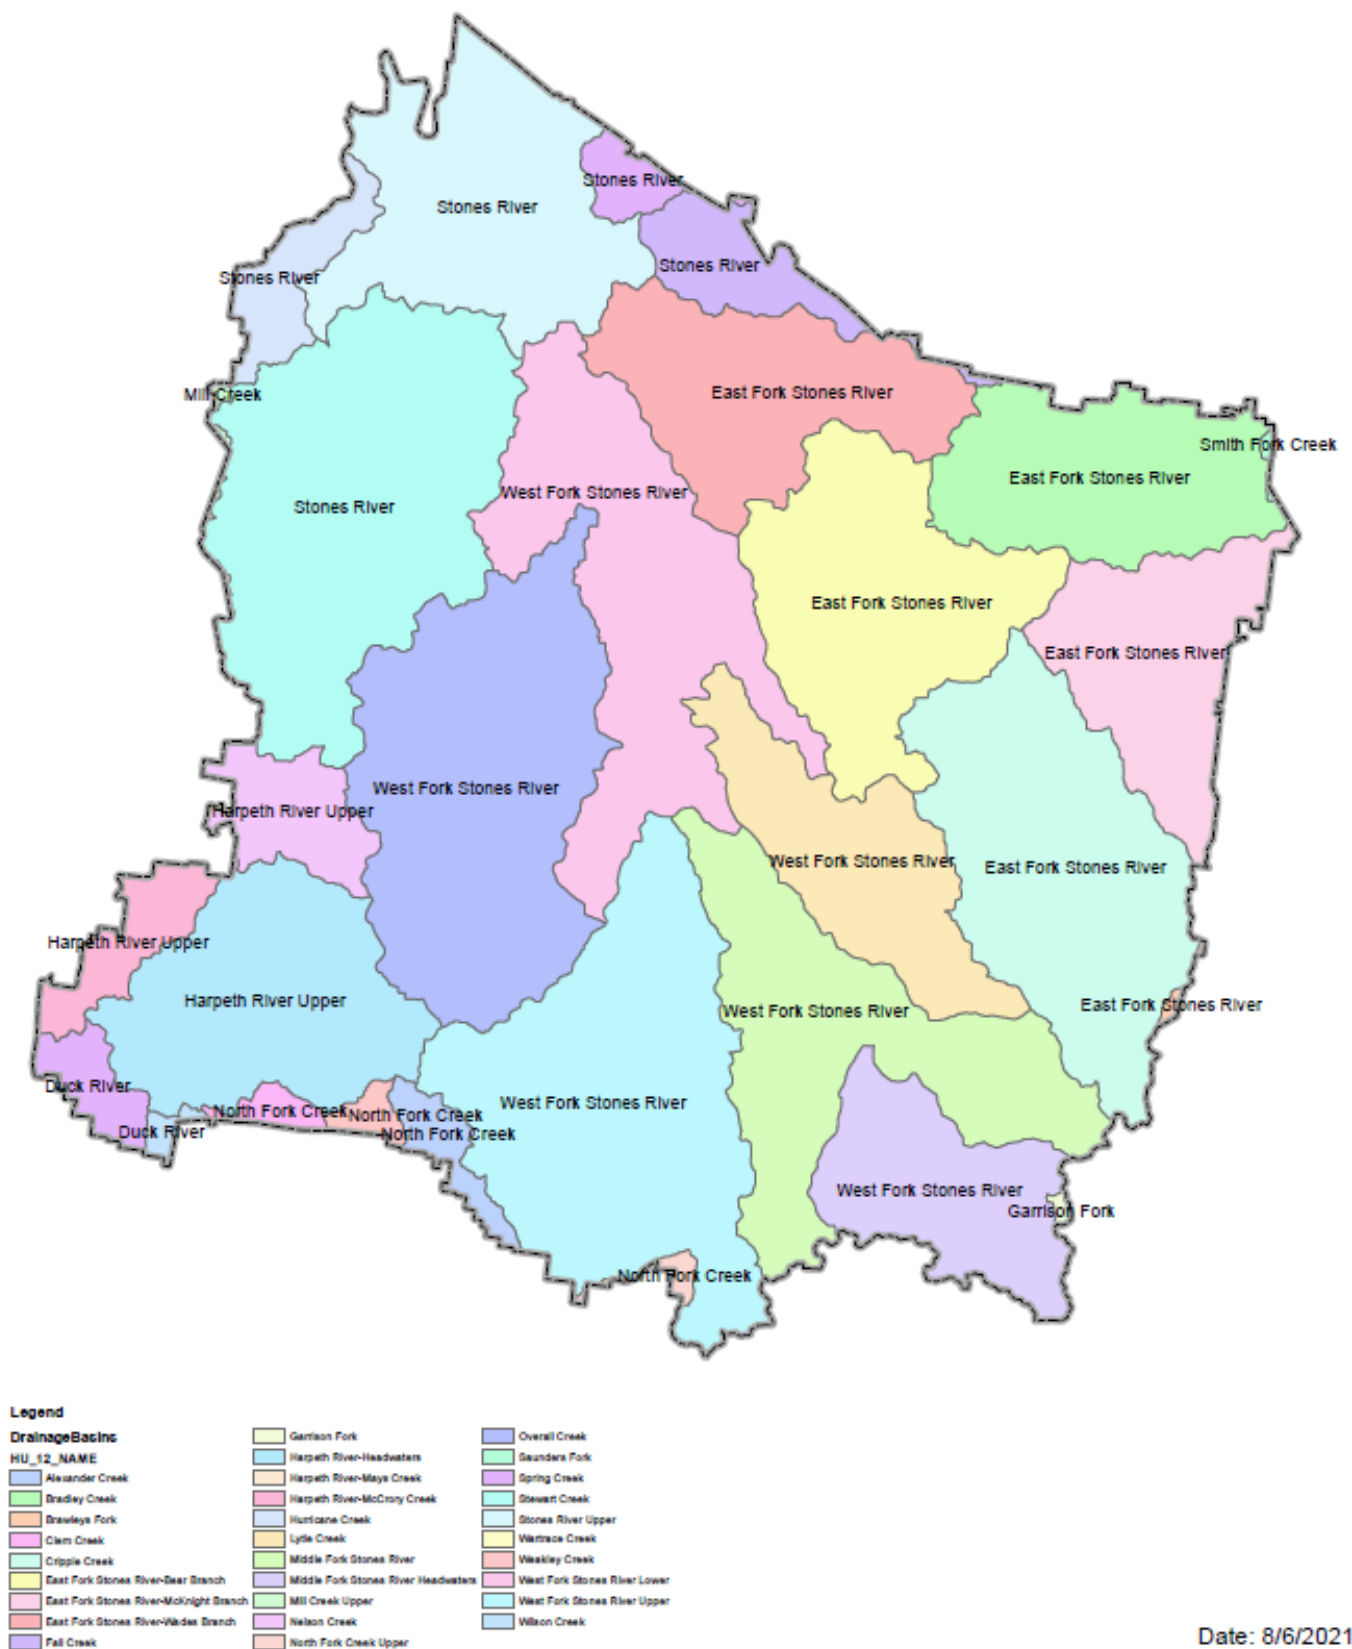 Stones River
Stones River
Stones River
Stones River
Mill Creek
East Fork Stones River
Smith Fork Creek
East Fork Stones River
West Fork Stones River
Stones River
East Fork Stones River
East Fork Stones River
West Fork Stones River
Harpeth River Upper
West Fork Stones River
East Fork Stones River
Harpeth River Upper
Harpeth River Upper
East Fork Stones River
West Fork Stones River
Duck River
West Fork Stones River
North Fork Creek
North Fork Creek
Duck River
North Fork Creek
West Fork Stones River
Garrison Fork
North Fork Creek
Legend
DrainageBasins
HU_12_NAME
Alexander Creek
Bradley Creek
Brawleys Fork
Clem Creek
Cripple Creek
East Fork Stones River-Bear Branch
East Fork Stones River-McKnight Branch
East Fork Stones River-Wades Branch
Fall Creek
Garrison Fork
Harpeth River-Headwaters
Harpeth River-Mays Creek
Harpeth River-McCrory Creek
Hurricane Creek
Lytle Creek
Middle Fork Stones River
Middle Fork Stones River Headwaters
Mill Creek Upper
Nelson Creek
North Fork Creek Upper
Overall Creek
Saunders Fork
Spring Creek
Stewart Creek
Stones River Upper
Wartrace Creek
Weakley Creek
West Fork Stones River Lower
West Fork Stones River Upper
Wilson Creek
Date: 8/6/2021